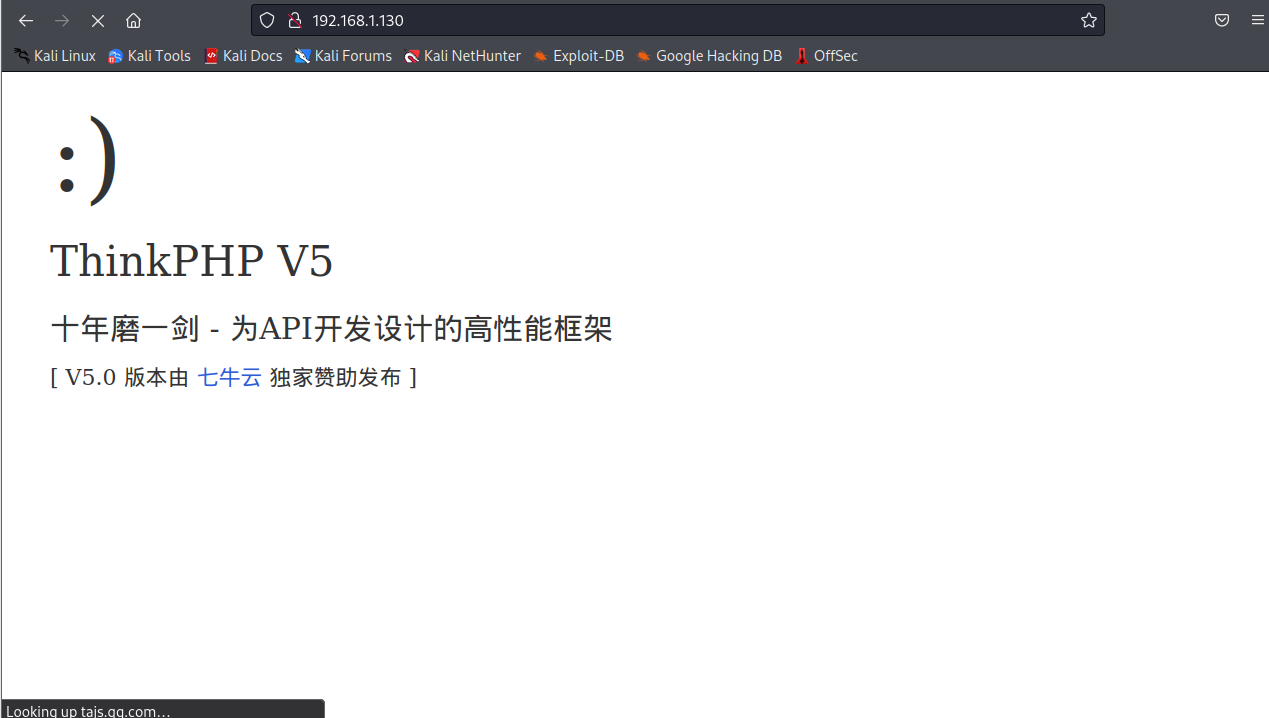 192.168.1.130
Kali Linux Kali Tools Kali Docs Kali Forums Kali NetHunter Exploit-DB Google Hacking DB OffSec
:)
ThinkPHP V5
十年磨一剑 - 为API开发设计的高性能框架
[ V5.0 版本由 七牛云 独家赞助发布 ]
Looking up tajs.qq.com…